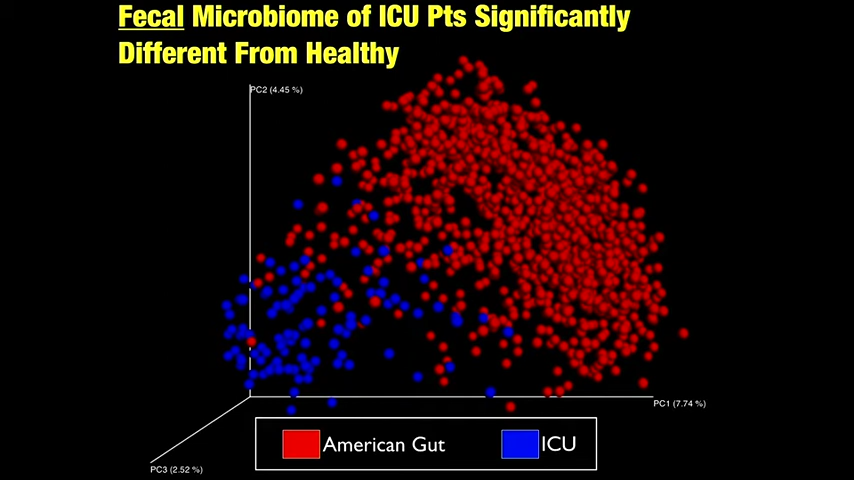 Fecal Microbiome of ICU Pts Significantly
Different From Healthy
PC2 (4.45 %)
PC1 (7.74 %)
American Gut
ICU
PC3 (2.52 %)